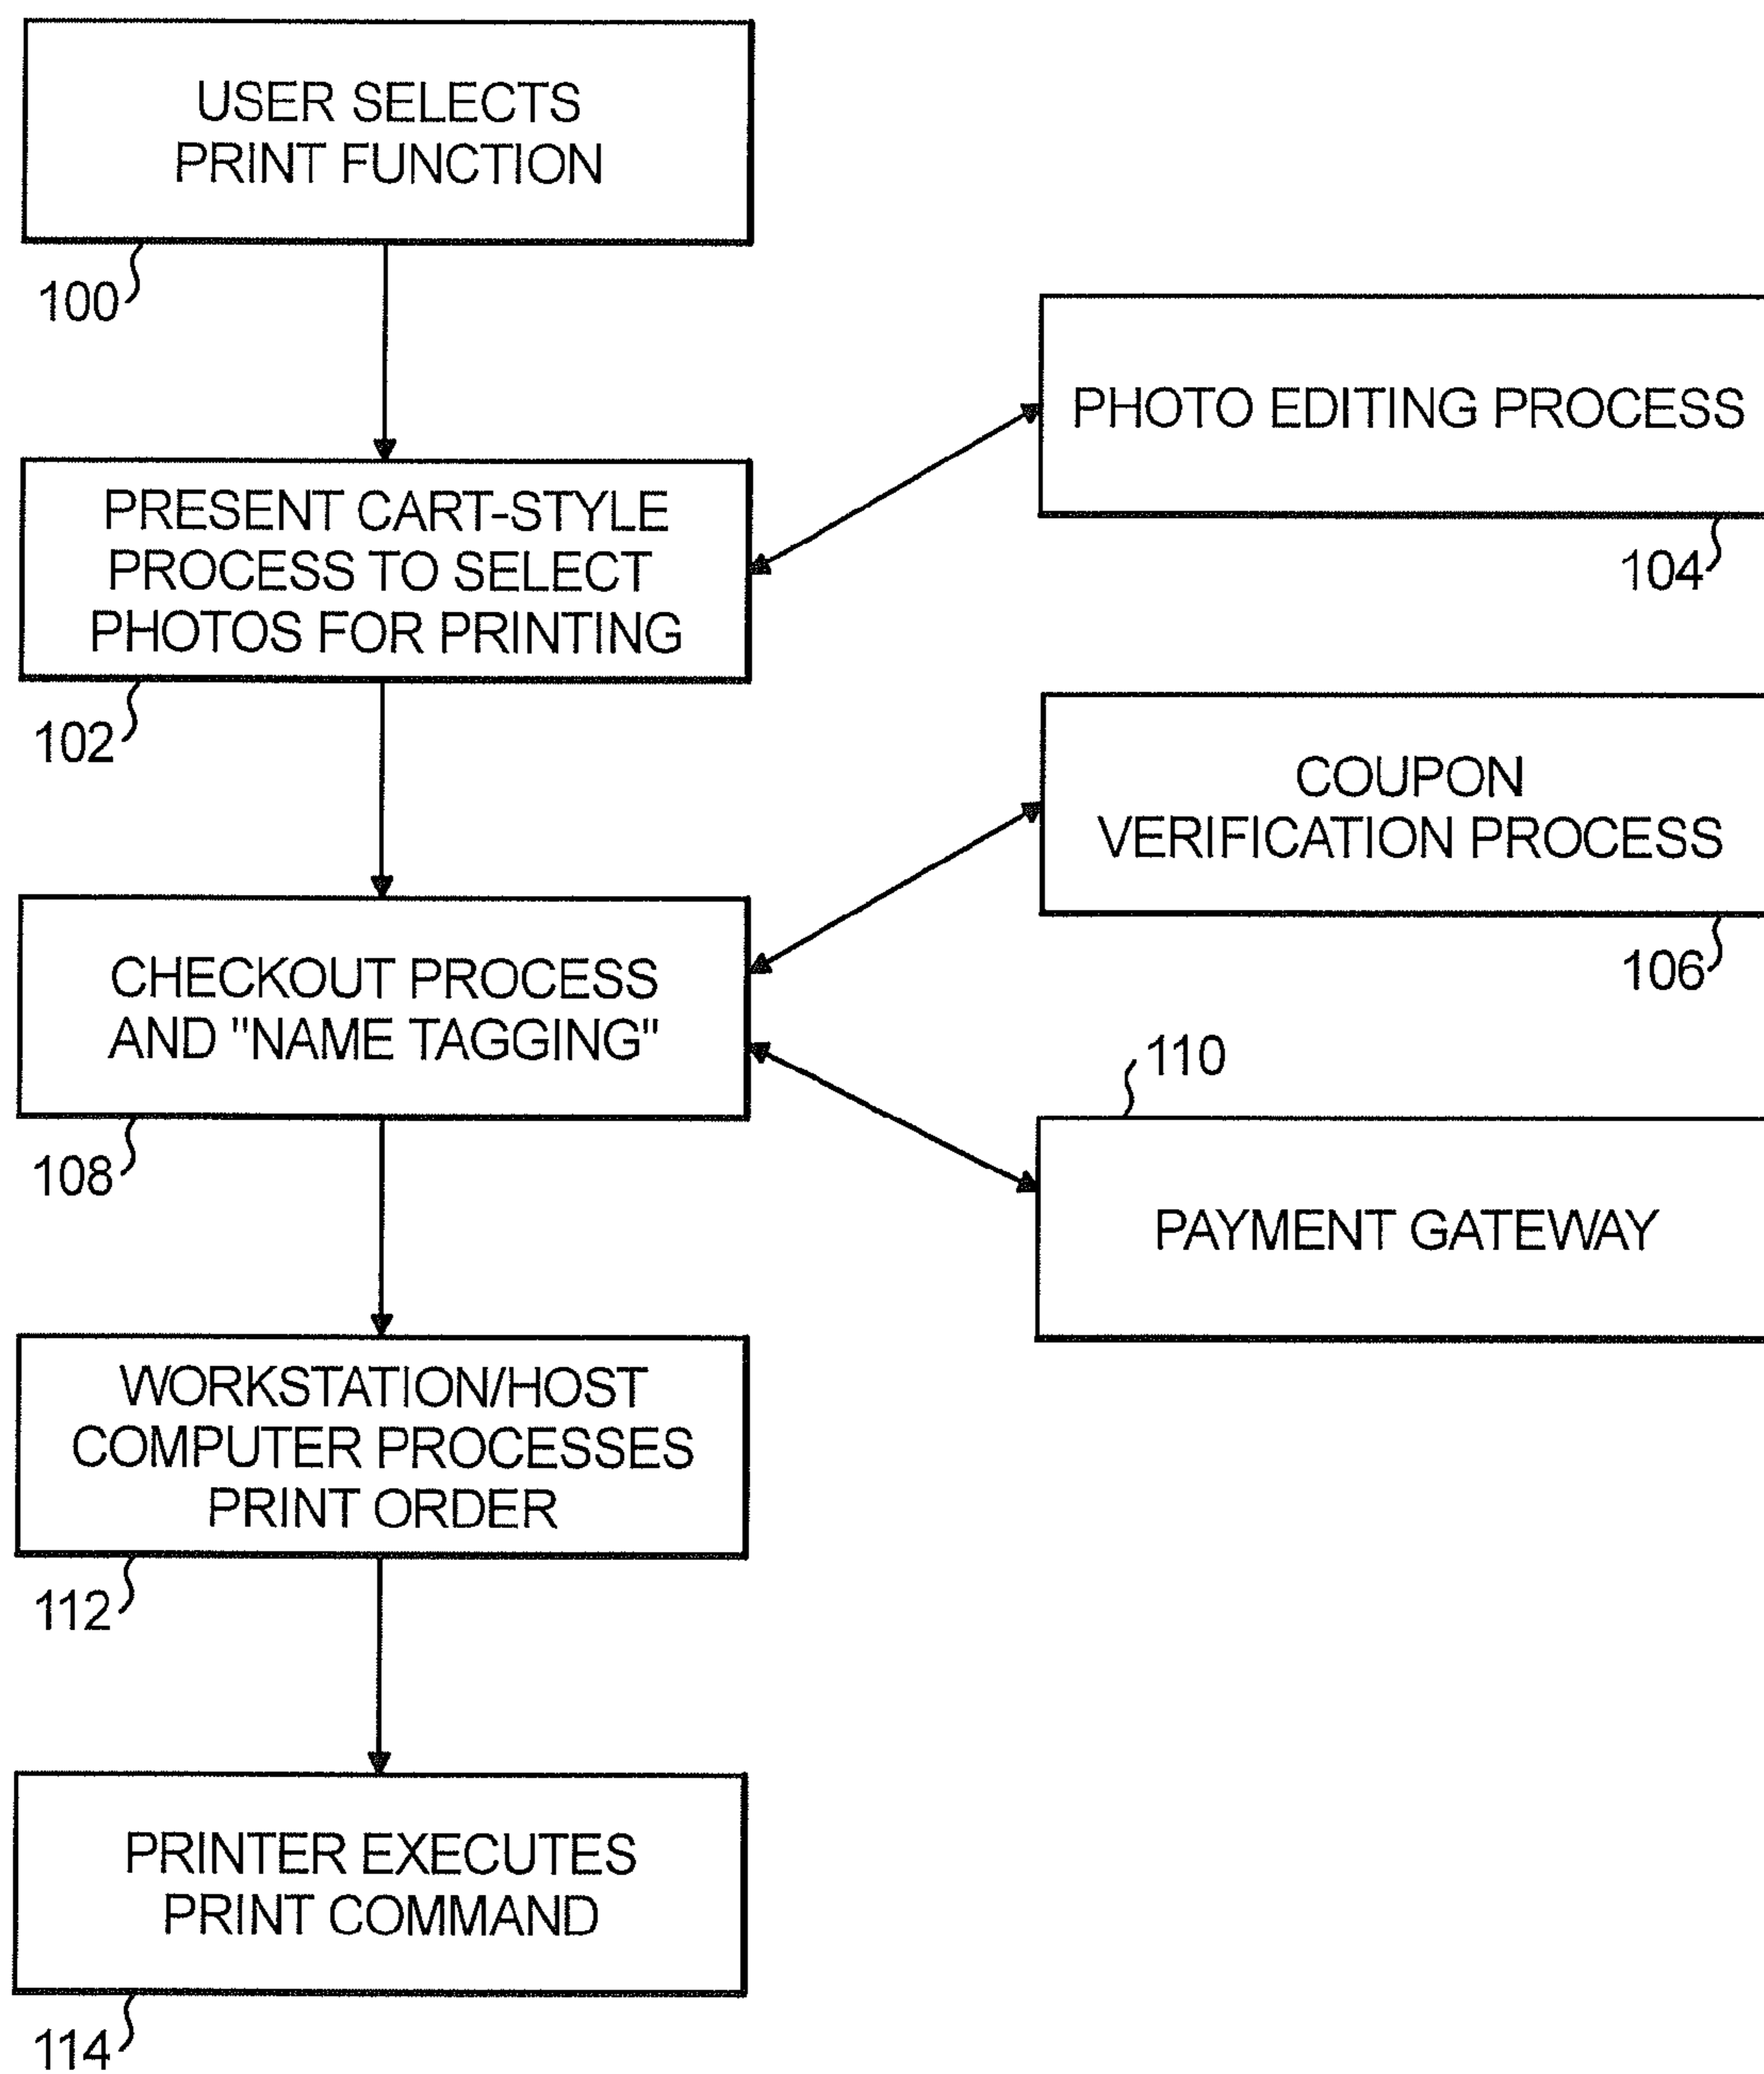 USER SELECTS
PRINT FUNCTION
100
PHOTO EDITING PROCESS
104
PRESENT CART-STYLE
PROCESS TO SELECT
PHOTOS FOR PRINTING
102
COUPON
VERIFICATION PROCESS
106
CHECKOUT PROCESS
AND "NAME TAGGING"
108
110
PAYMENT GATEWAY
WORKSTATION/HOST
COMPUTER PROCESSES
PRINT ORDER
112
PRINTER EXECUTES
PRINT COMMAND
114